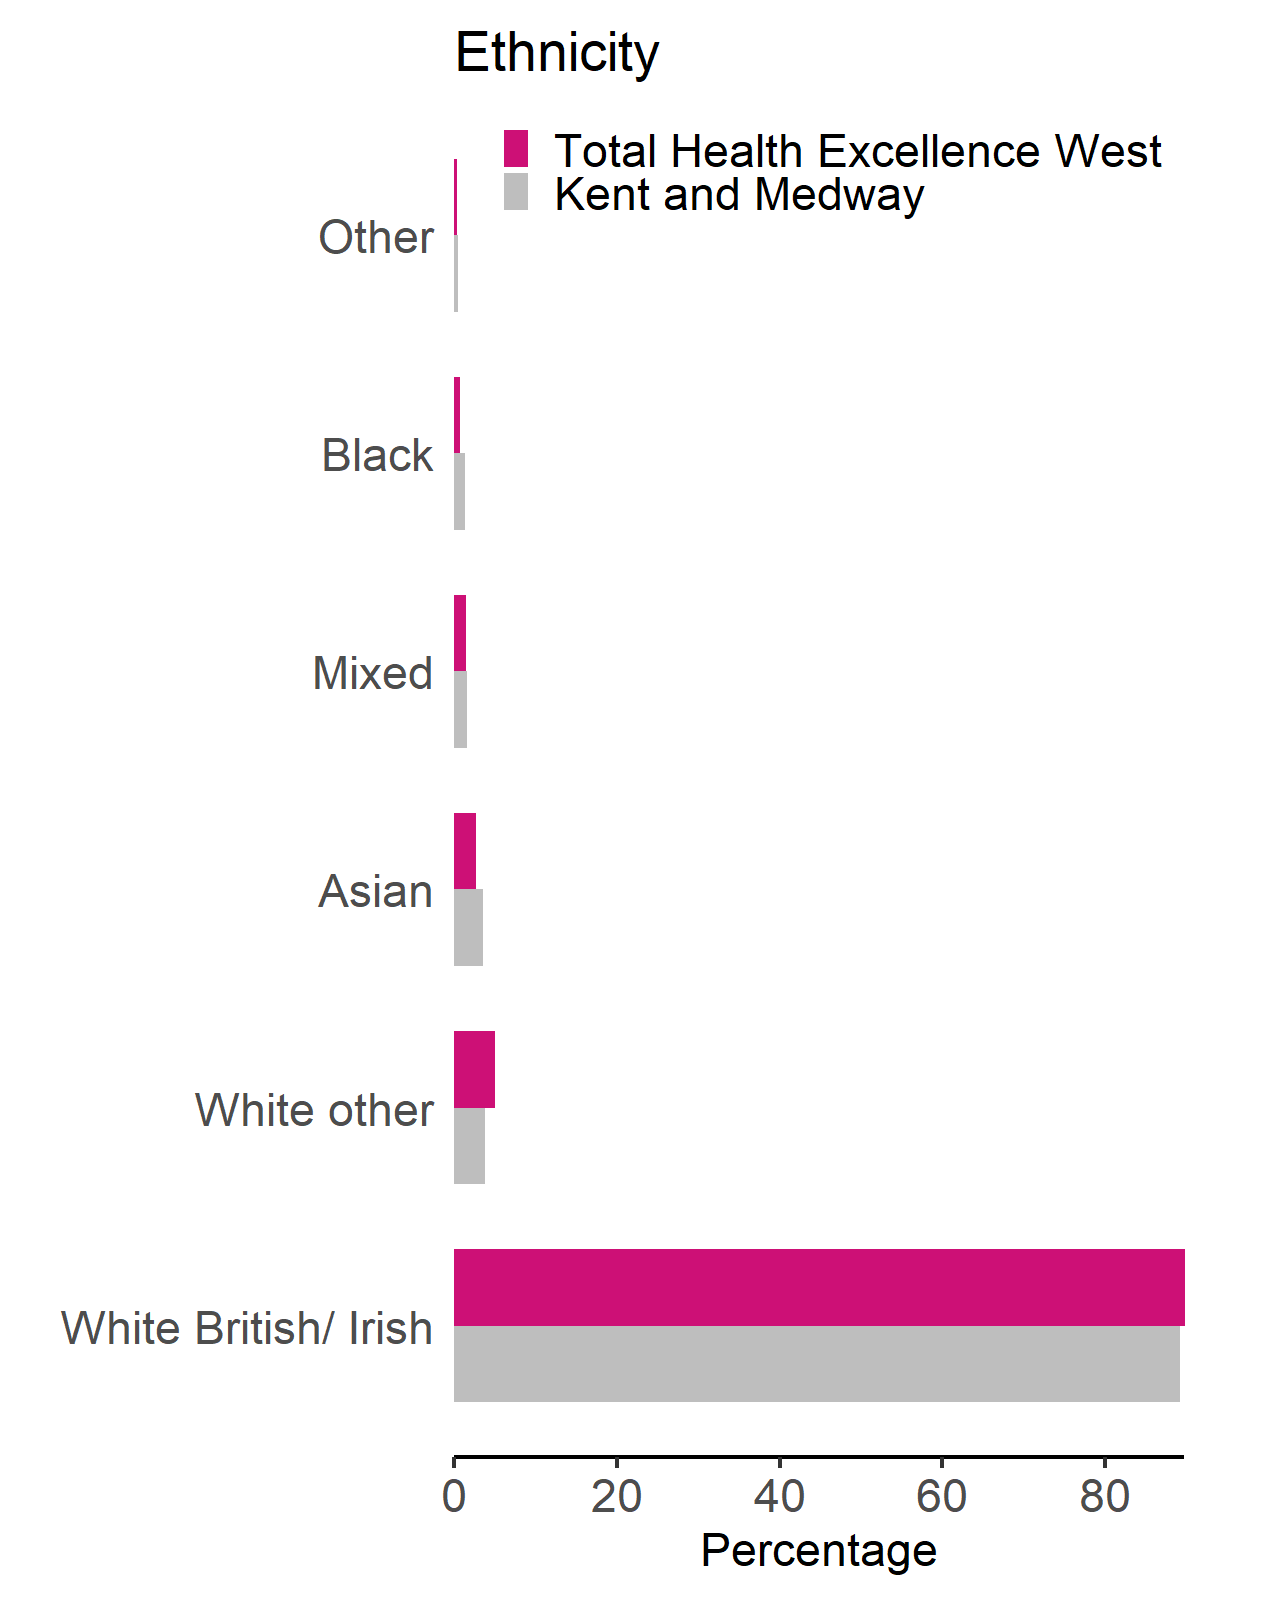 Ethnicity
Total Health Excellence West
Kent and Medway
Other
Black
Mixed
Asian
White other
White British/ Irish
0 20 40 60 80
Percentage